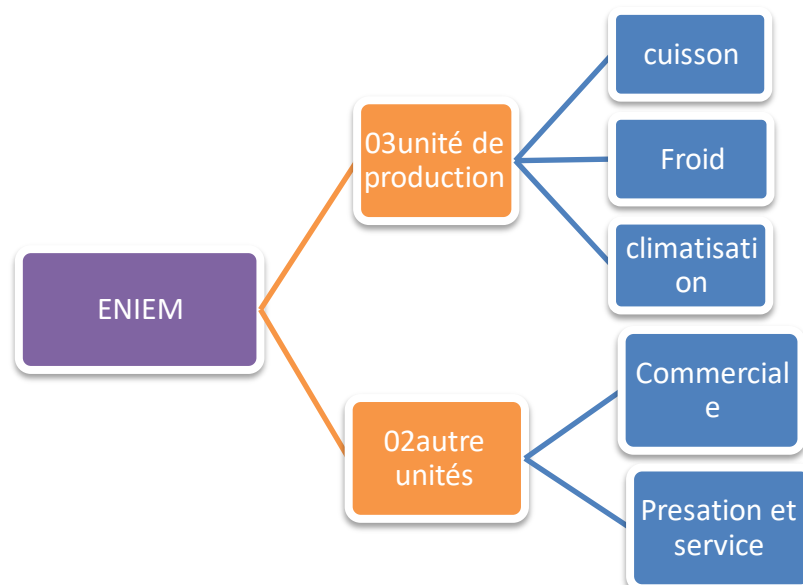 cuisson
03unité de
production
Froid
climatisati
on
ENIEM
Commercial
e
02autre
unités
Presation et
service